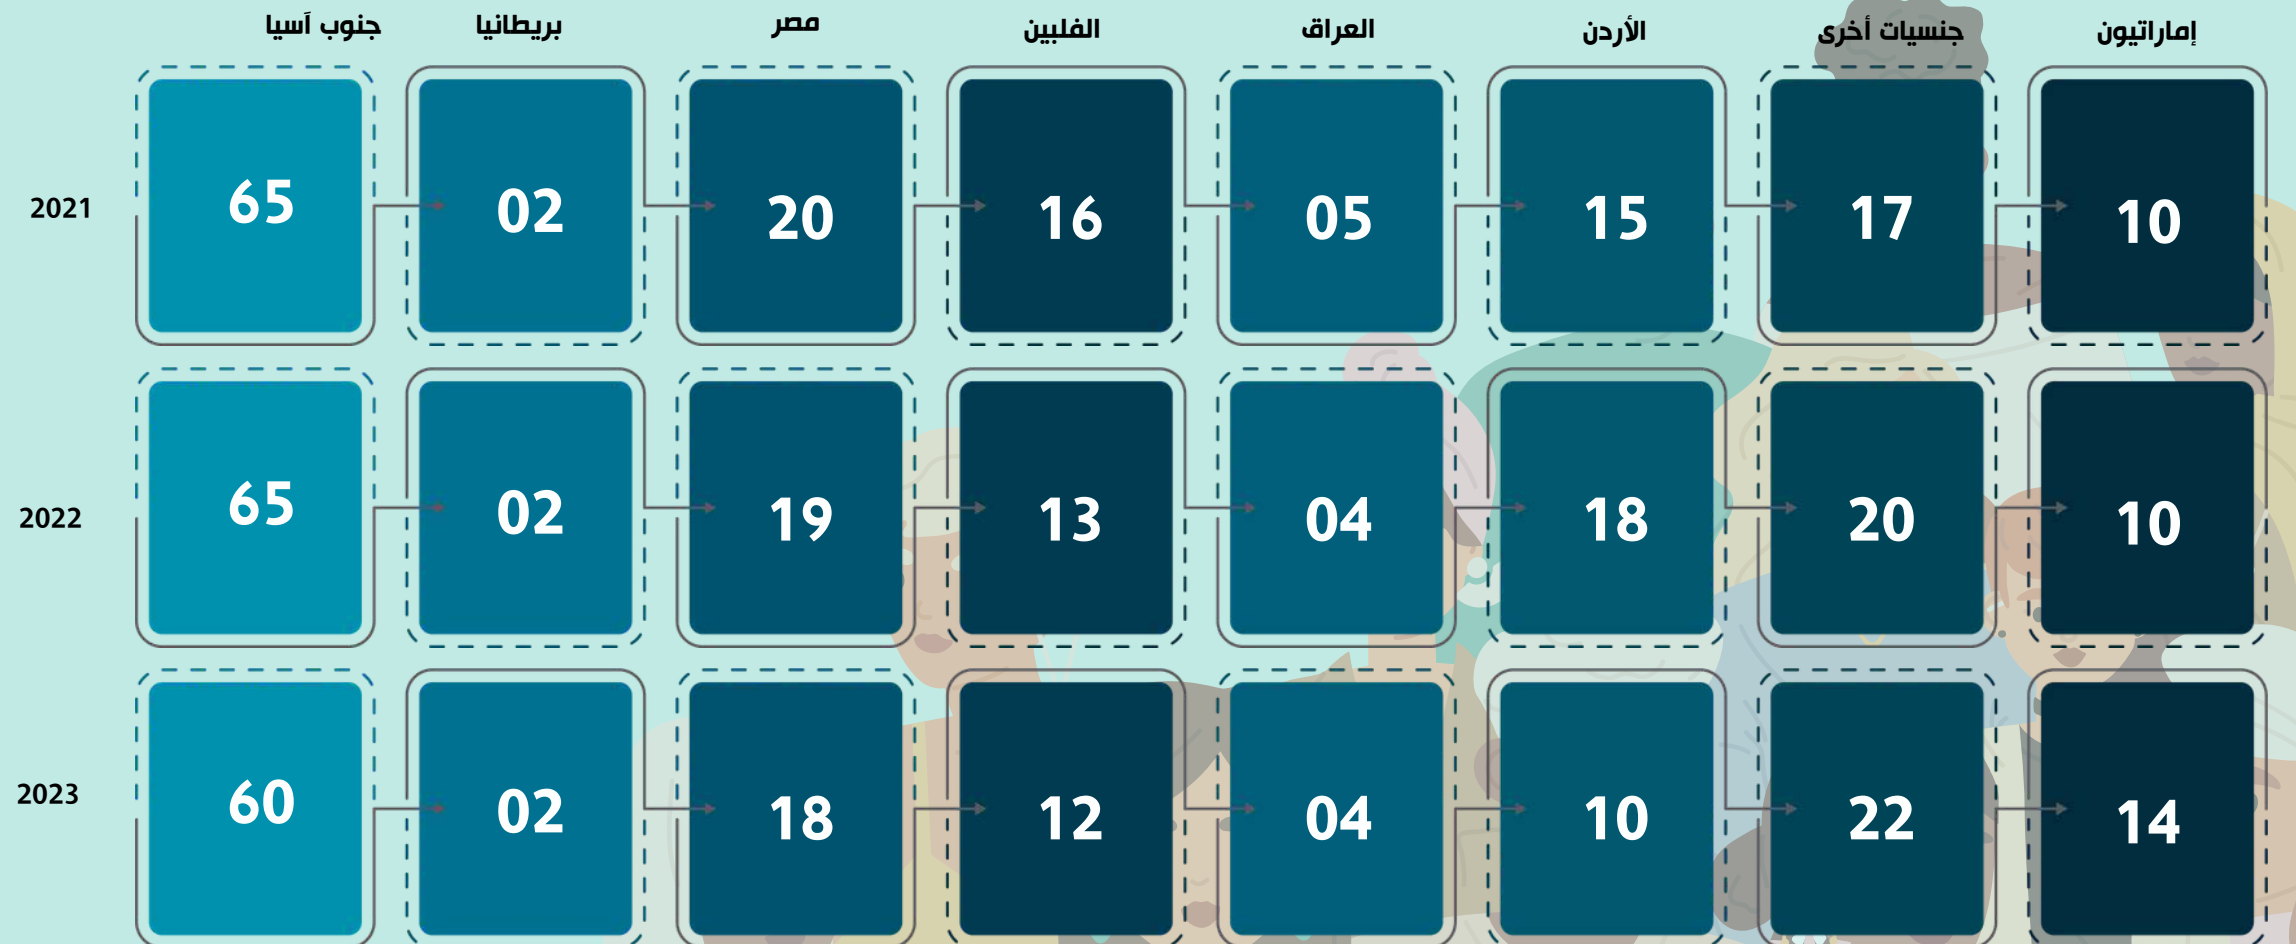 إماراتيون جنسيات أخرى الأردن العراق الفلبين مصر بريطانيا جنوب آسيا
2021 65 02 20 16 05 15 17 10
2022 65 02 19 13 04 18 20 10
2023 60 02 18 12 04 10 22 14